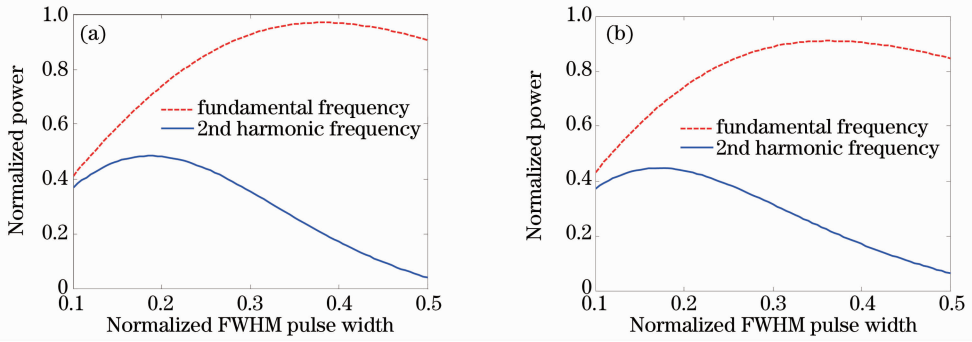 (a)
1.0
0.8
0.6
0.4
0.2
0
Normalized power
fundamental frequency
2nd harmonic frequency
0.1 0.2 0.3 0.4 0.5
Normalized FWHM pulse width
(b)
1.0
0.8
0.6
0.4
0.2
0
Normalized power
fundamental frequency
2nd harmonic frequency
0.1 0.2 0.3 0.4 0.5
Normalized FWHM pulse width